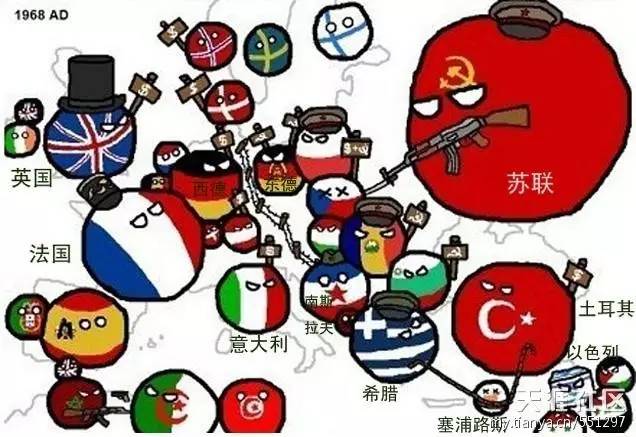 1968 AD
英国
苏联
西德
东德
法国
南斯
拉夫
意大利
土耳其
希腊
以色列
塞浦路斯
天涯社区
tianya.cn/551297